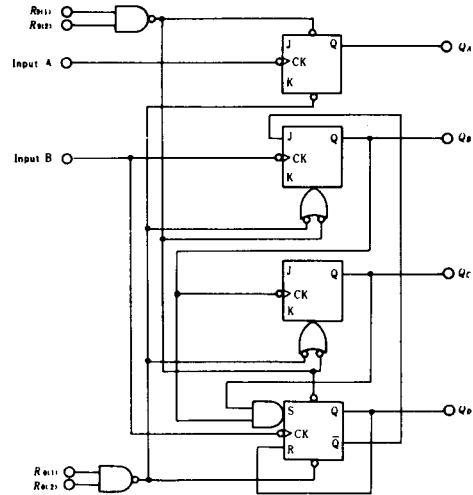 R9(1)
R9(2)
J Q QA
Input A CK
K
J Q QB
Input B CK
K
J Q QC
CK
K
S Q QD
CK Q̄
R
R0(1)
R0(2)